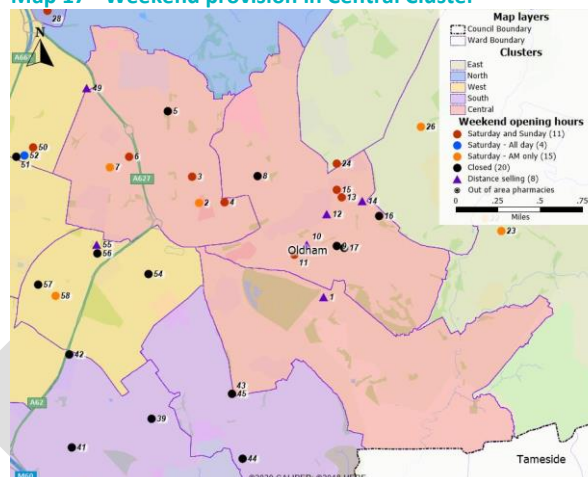 Map 17 - Weekend provision in Central Cluster
28
A66
N
49
5
50
52
51
6
7
A627
3
2
4
8
24
15
13
14
12
16
10
Oldham
17
11
26
23
55
56
54
57
58
1
42
A62
43
45
39
41
44
M60
Tameside
Map layers
Council Boundary
Ward Boundary
Clusters
East
North
West
South
Central
Weekend opening hours
Saturday and Sunday (11)
Saturday - All day (4)
Saturday - AM only (15)
Closed (20)
Distance selling (8)
Out of area pharmacies
0 .25 .5 .75
Miles